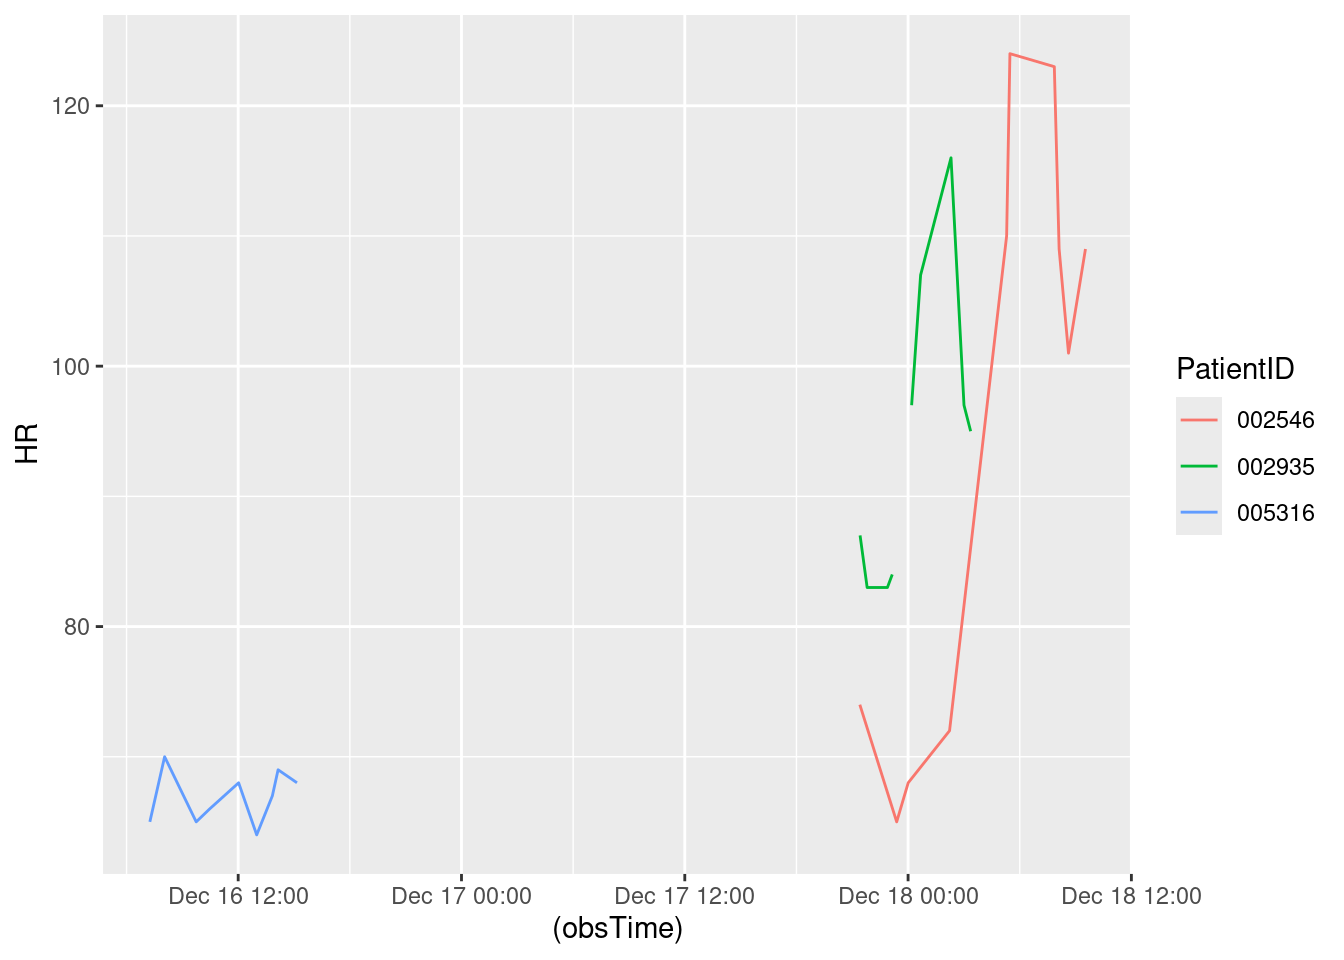 120
100
80
HR
Dec 16 12:00
Dec 17 00:00
Dec 17 12:00
Dec 18 00:00
Dec 18 12:00
(obsTime)
PatientID
002546
002935
005316